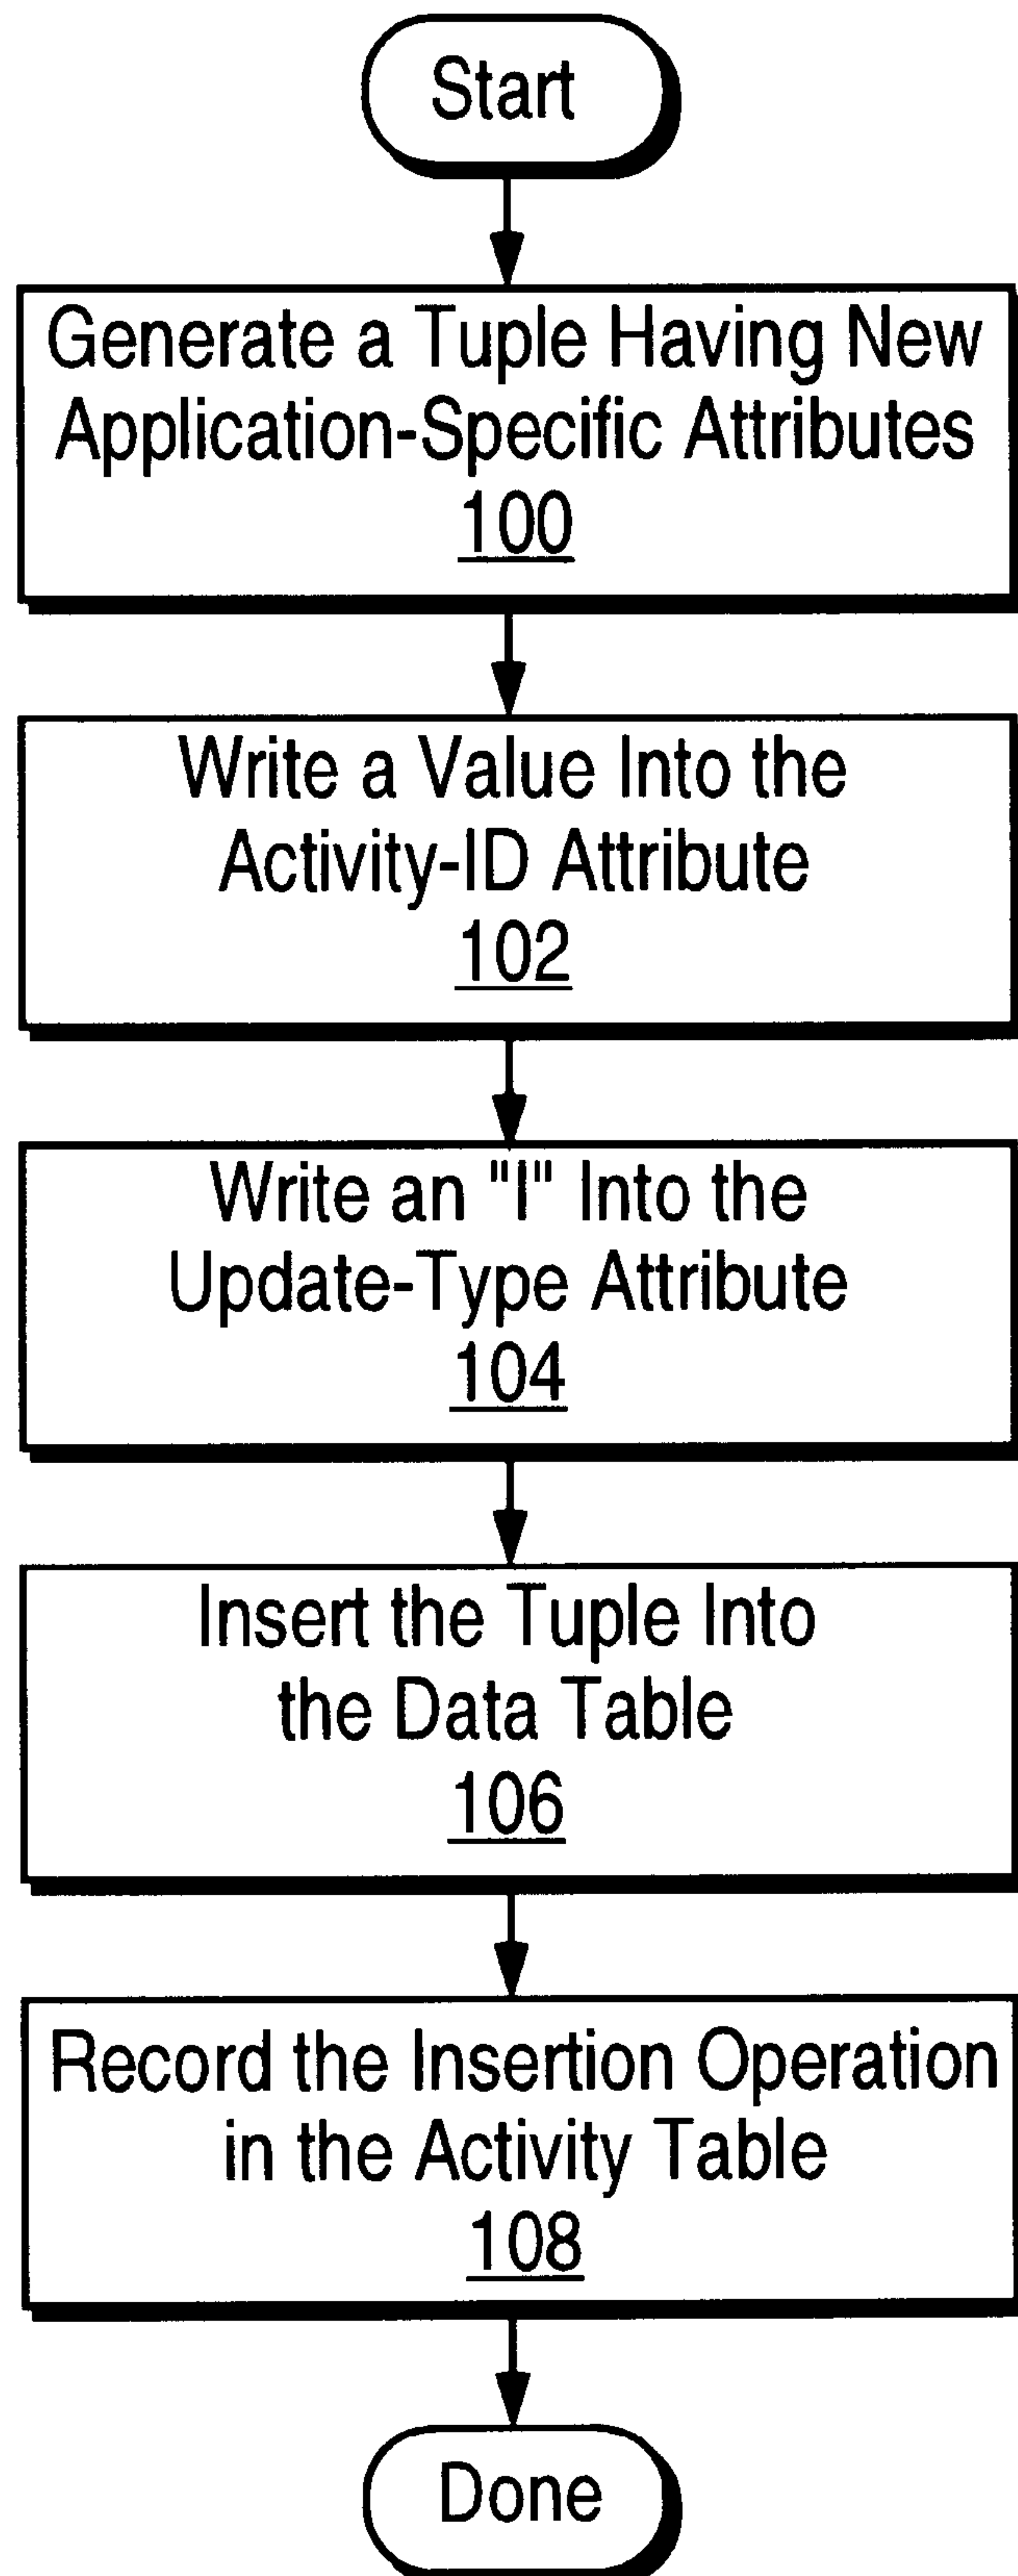 Start
Generate a Tuple Having New
Application-Specific Attributes
100
Write a Value Into the
Activity-ID Attribute
102
Write an "I" Into the
Update-Type Attribute
104
Insert the Tuple Into
the Data Table
106
Record the Insertion Operation
in the Activity Table
108
Done